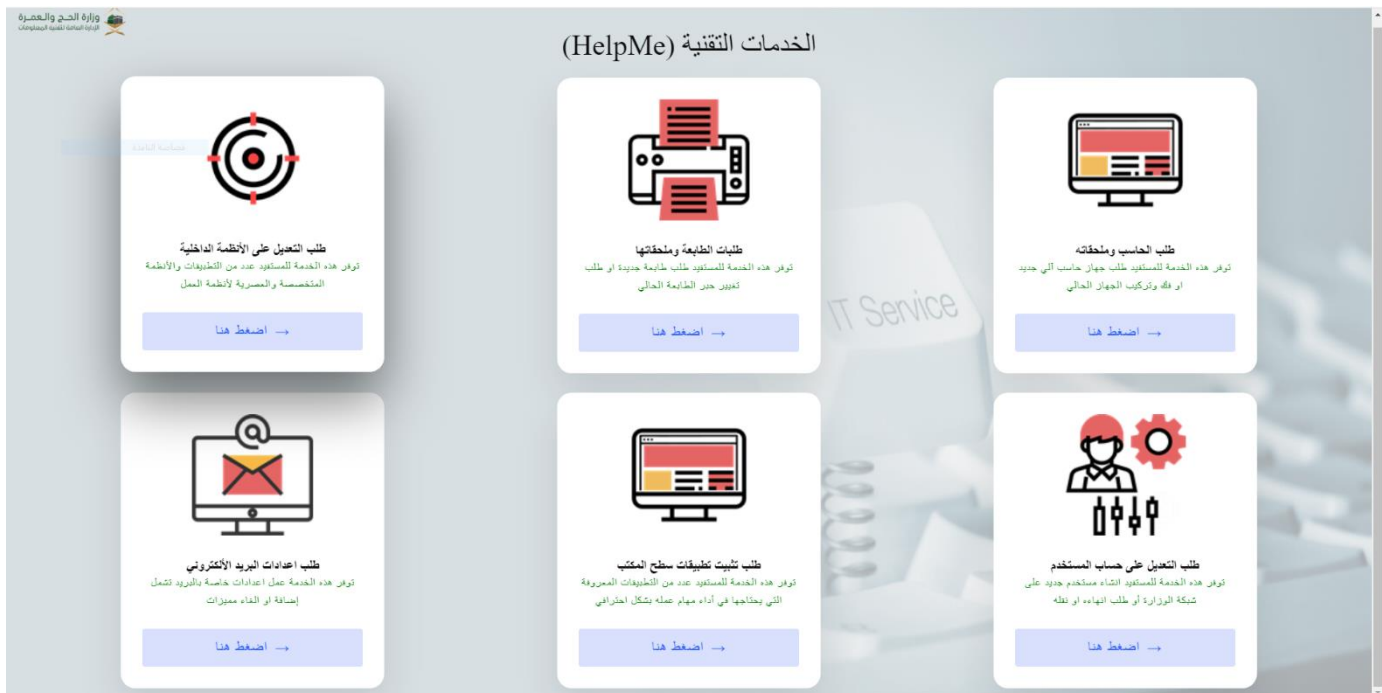 وزارة الحـج والـعمـرة
الإدارة العامة لتقنية المعلومات
الخدمات التقنية (HelpMe)
طلب الحاسب وملحقاته
توفر هذه الخدمة للمستفيد طلب جهاز حاسب آلي جديد
او فك وتركيب الجهاز الحالي
← اضغط هنا
طلبات الطابعة وملحقاتها
توفر هذه الخدمة للمستفيد طلب طابعة جديدة او طلب
تغيير حبر الطابعة الحالي
← اضغط هنا
طلب التعديل على الأنظمة الداخلية
توفر هذه الخدمة للمستفيد عدد من التطبيقات والأنظمة
المتخصصة والعصرية لأنظمة العمل
← اضغط هنا
IT Service
طلب التعديل على حساب المستخدم
توفر هذه الخدمة للمستفيد انشاء مستخدم جديد على
شبكة الوزارة أو طلب انهاءه او نقله
← اضغط هنا
طلب تثبيت تطبيقات سطح المكتب
توفر هذه الخدمة للمستفيد عدد من التطبيقات المعروفة
التي يحتاجها في أداء مهام عمله بشكل احترافي
← اضغط هنا
طلب اعدادات البريد الألكتروني
توفر هذه الخدمة عمل اعدادات خاصة بالبريد تشمل
إضافة او الغاء مميزات
← اضغط هنا